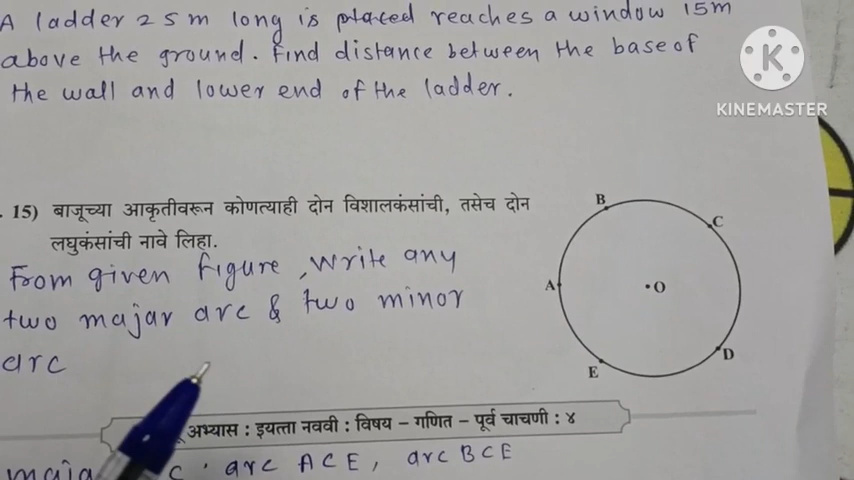 A ladder 25 m long is placed reaches a window 15m
above the ground. Find distance between the base of
the wall and lower end of the ladder.
KINEMASTER
15) बाजूच्या आकृतीवरून कोणत्याही दोन विशालकंसांची, तसेच दोन
लघुकंसांची नावे लिहा.
From given figure, write any
two majar arc & two minor
arc
B
C
A
O
D
E
अभ्यास : इयत्ता नववी : विषय – गणित – पूर्व चाचणी : ४
arc ACE, arc BCE